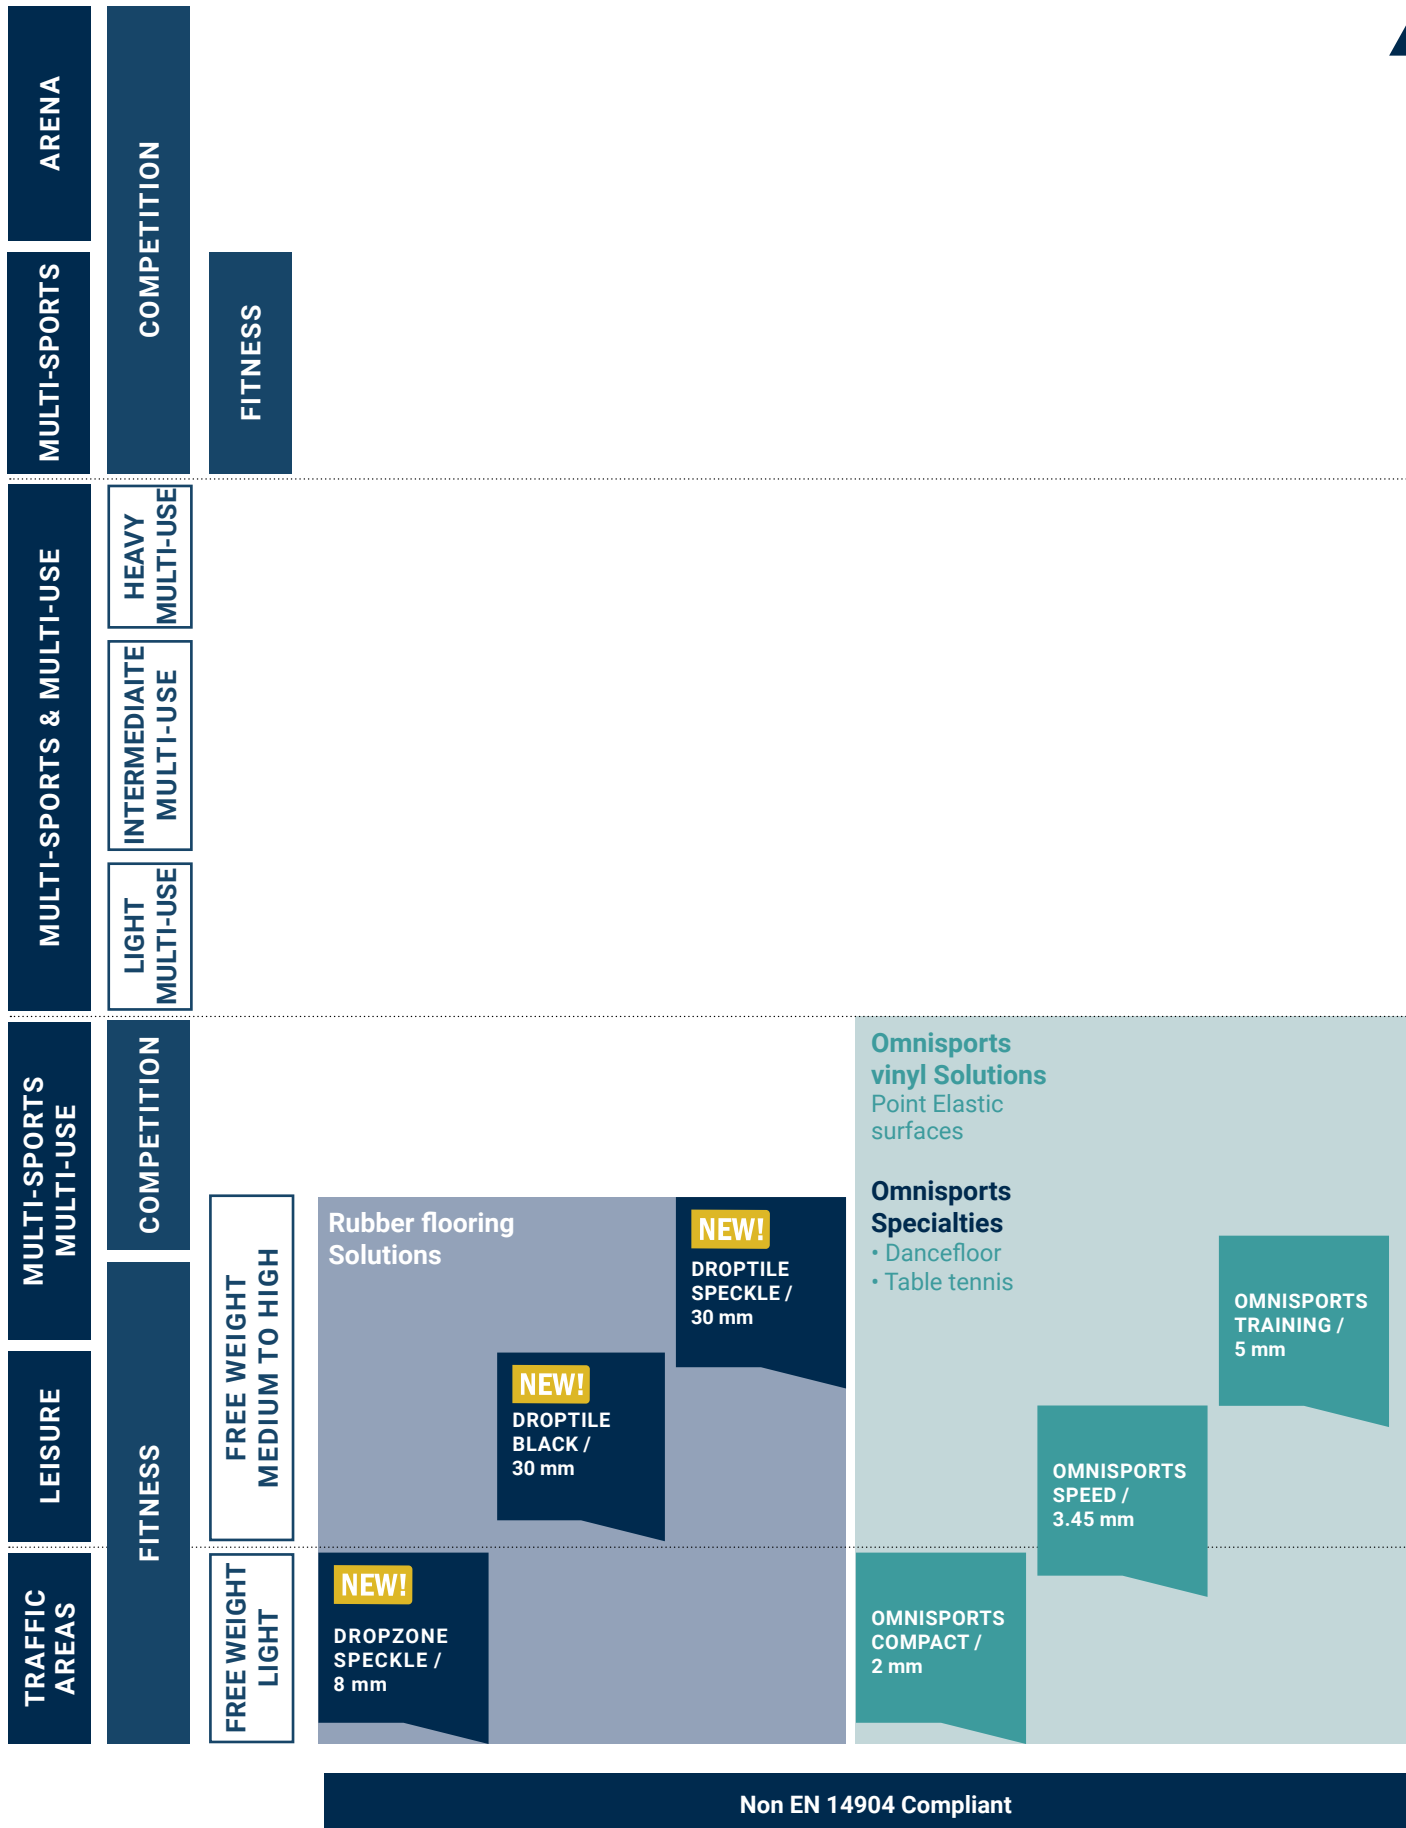 ARENA
COMPETITION
MULTI-SPORTS
FITNESS
MULTI-SPORTS & MULTI-USE
HEAVY
MULTI-USE
INTERMEDIAITE
MULTI-USE
LIGHT
MULTI-USE
MULTI-SPORTS
MULTI-USE
COMPETITION
LEISURE
FITNESS
FREE WEIGHT
MEDIUM TO HIGH
TRAFFIC
AREAS
FREE WEIGHT
LIGHT
Rubber flooring
Solutions
NEW!
DROPTILE
SPECKLE /
30 mm
NEW!
DROPTILE
BLACK /
30 mm
NEW!
DROPZONE
SPECKLE /
8 mm
Omnisports
vinyl Solutions
Point Elastic
surfaces
Omnisports
Specialties
• Dancefloor
• Table tennis
OMNISPORTS
TRAINING /
5 mm
OMNISPORTS
SPEED /
3.45 mm
OMNISPORTS
COMPACT /
2 mm
Non EN 14904 Compliant